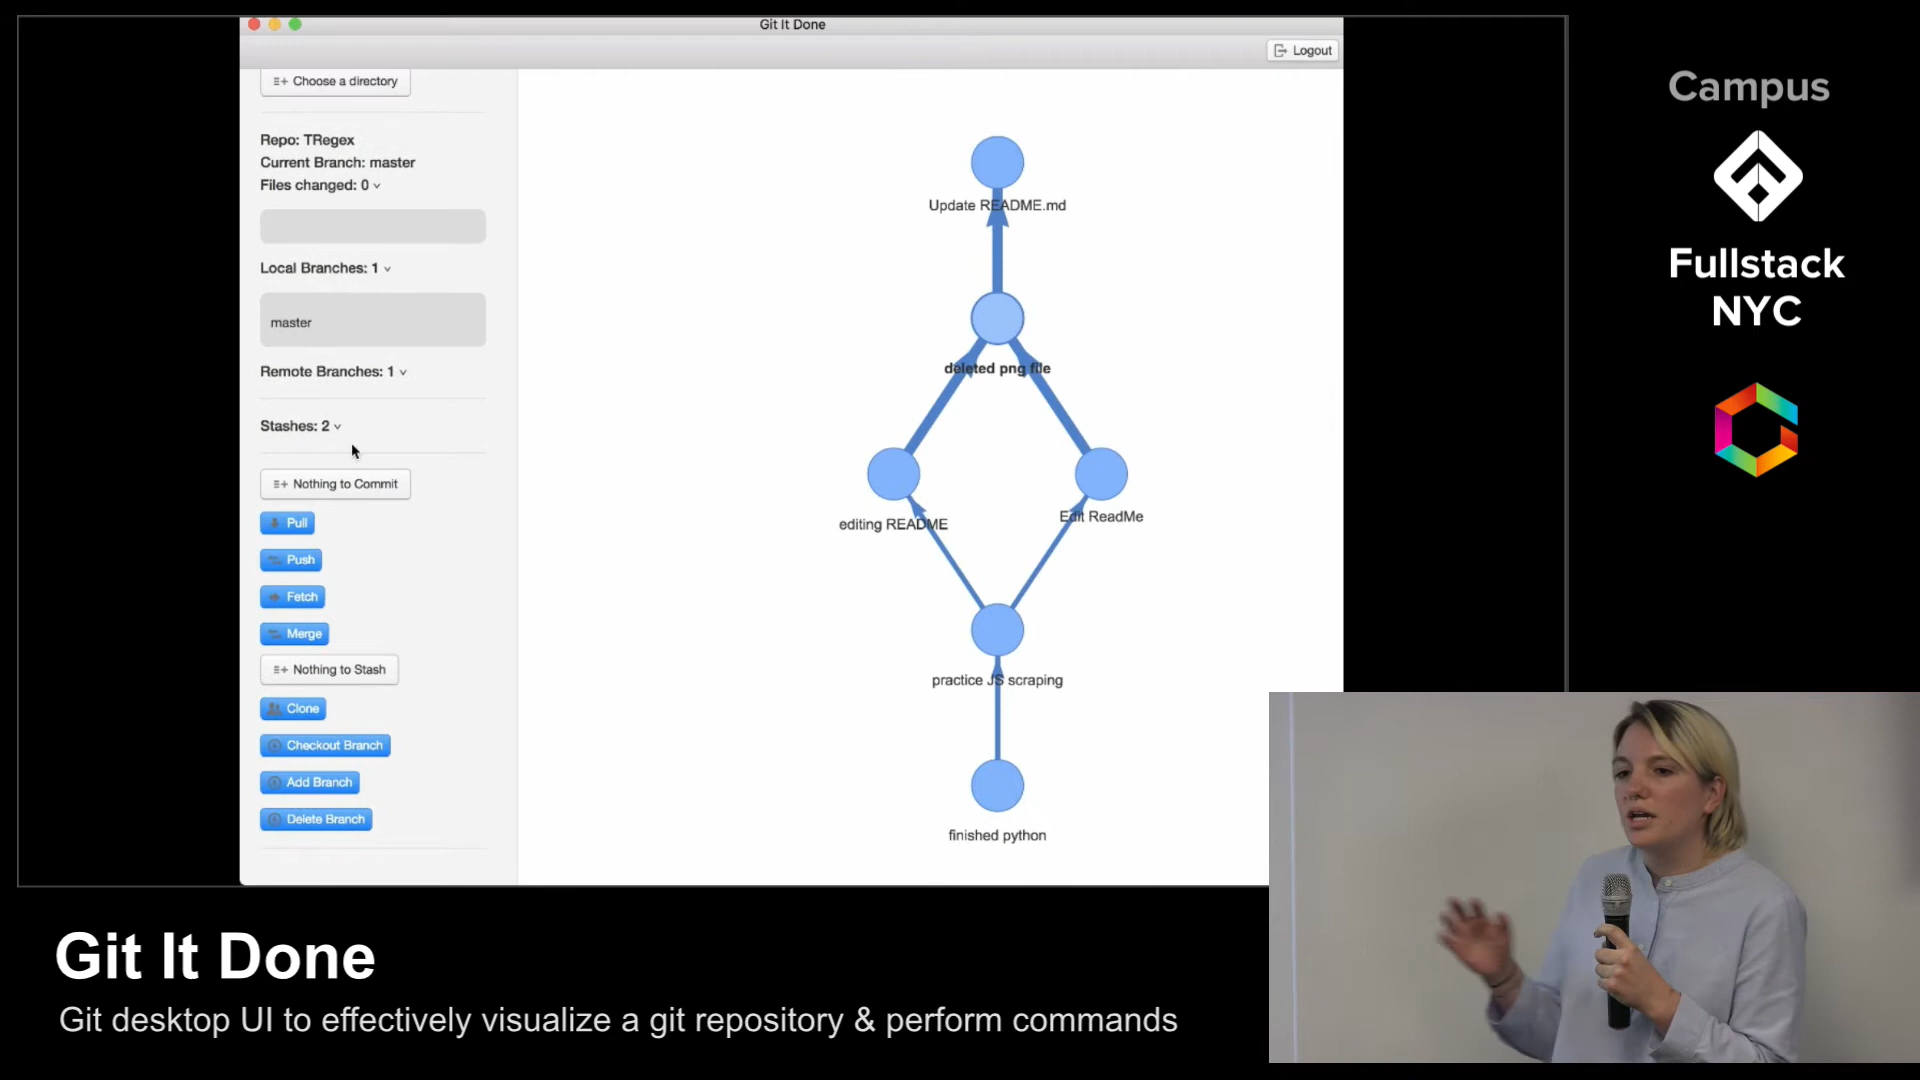 Git It Done
Logout
Choose a directory
Repo: TRegex
Current Branch: master
Files changed: 0
Local Branches: 1
master
Remote Branches: 1
Stashes: 2
Nothing to Commit
Pull
Push
Fetch
Merge
Nothing to Stash
Clone
Checkout Branch
Add Branch
Delete Branch
Update README.md
deleted png file
editing README
Edit ReadMe
practice JS scraping
finished python
Campus
Fullstack
NYC
Git It Done
Git desktop UI to effectively visualize a git repository & perform commands